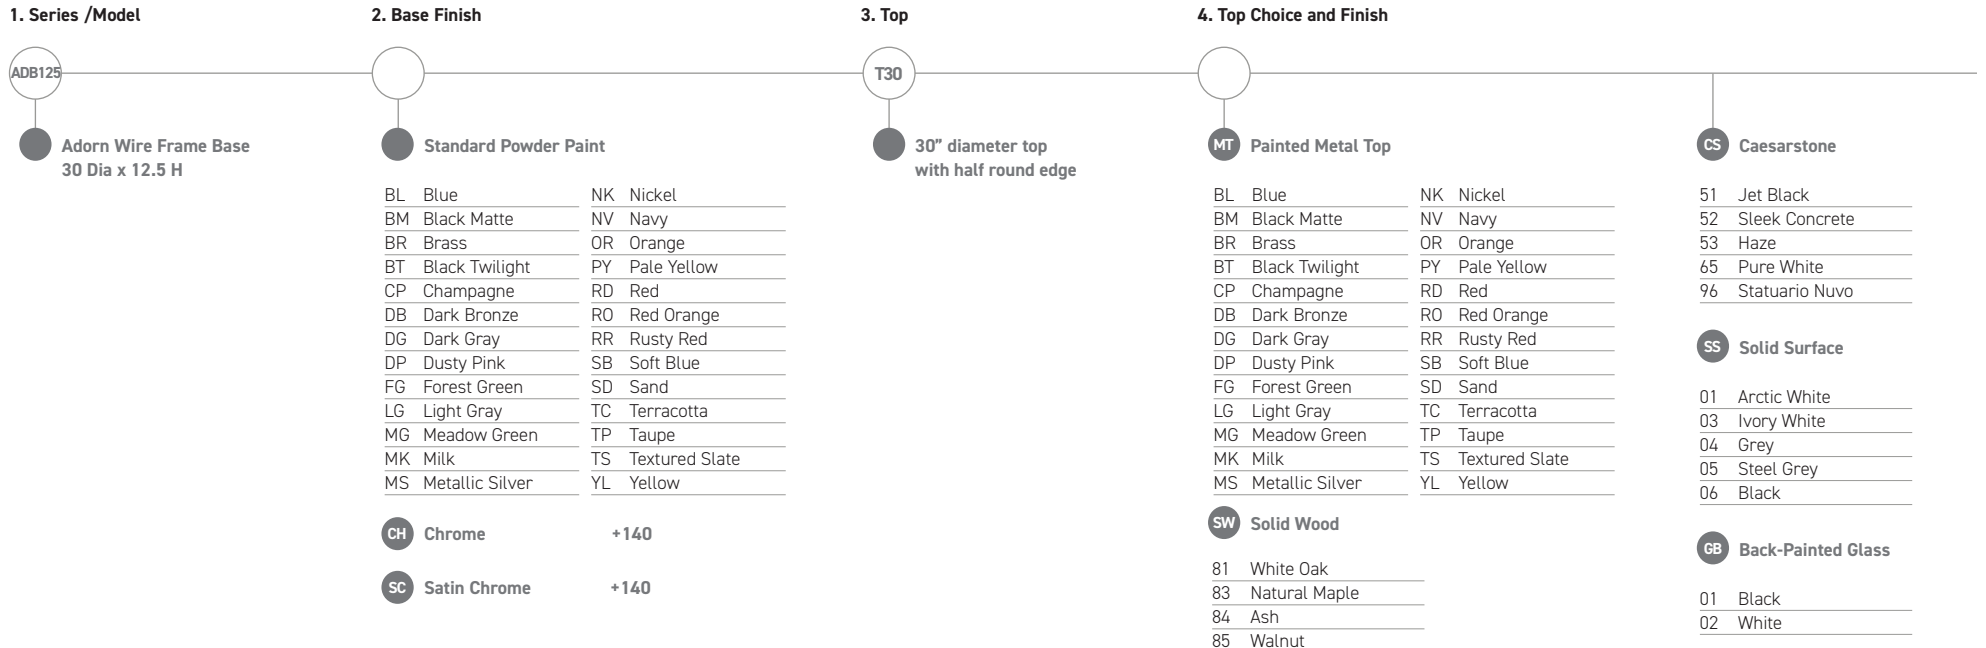 1. Series /Model
ADB125
Adorn Wire Frame Base
30 Dia x 12.5 H
2. Base Finish
Standard Powder Paint
BL Blue
BM Black Matte
BR Brass
BT Black Twilight
CP Champagne
DB Dark Bronze
DG Dark Gray
DP Dusty Pink
FG Forest Green
LG Light Gray
MG Meadow Green
MK Milk
MS Metallic Silver
NK Nickel
NV Navy
OR Orange
PY Pale Yellow
RD Red
RO Red Orange
RR Rusty Red
SB Soft Blue
SD Sand
TC Terracotta
TP Taupe
TS Textured Slate
YL Yellow
CH Chrome +140
SC Satin Chrome +140
3. Top
T30
30” diameter top
with half round edge
4. Top Choice and Finish
MT Painted Metal Top
BL Blue
BM Black Matte
BR Brass
BT Black Twilight
CP Champagne
DB Dark Bronze
DG Dark Gray
DP Dusty Pink
FG Forest Green
LG Light Gray
MG Meadow Green
MK Milk
MS Metallic Silver
NK Nickel
NV Navy
OR Orange
PY Pale Yellow
RD Red
RO Red Orange
RR Rusty Red
SB Soft Blue
SD Sand
TC Terracotta
TP Taupe
TS Textured Slate
YL Yellow
SW Solid Wood
81 White Oak
83 Natural Maple
84 Ash
85 Walnut
CS Caesarstone
51 Jet Black
52 Sleek Concrete
53 Haze
65 Pure White
96 Statuario Nuvo
SS Solid Surface
01 Arctic White
03 Ivory White
04 Grey
05 Steel Grey
06 Black
GB Back-Painted Glass
01 Black
02 White